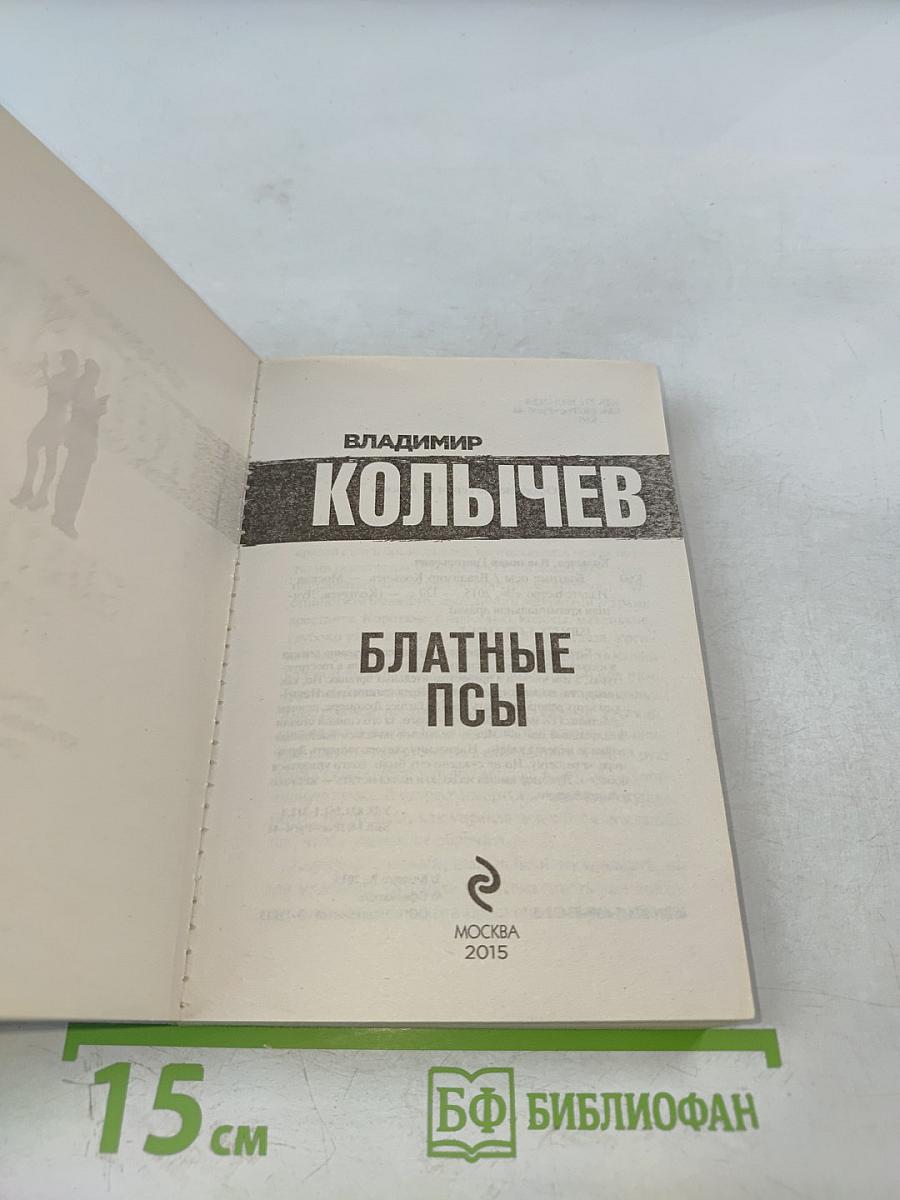 ВЛАДИМИР
КОЛЫЧЕВ
БЛАТНЫЕ
ПСЫ
МОСКВА
2015
15 см
БФ БИБЛИОФАН